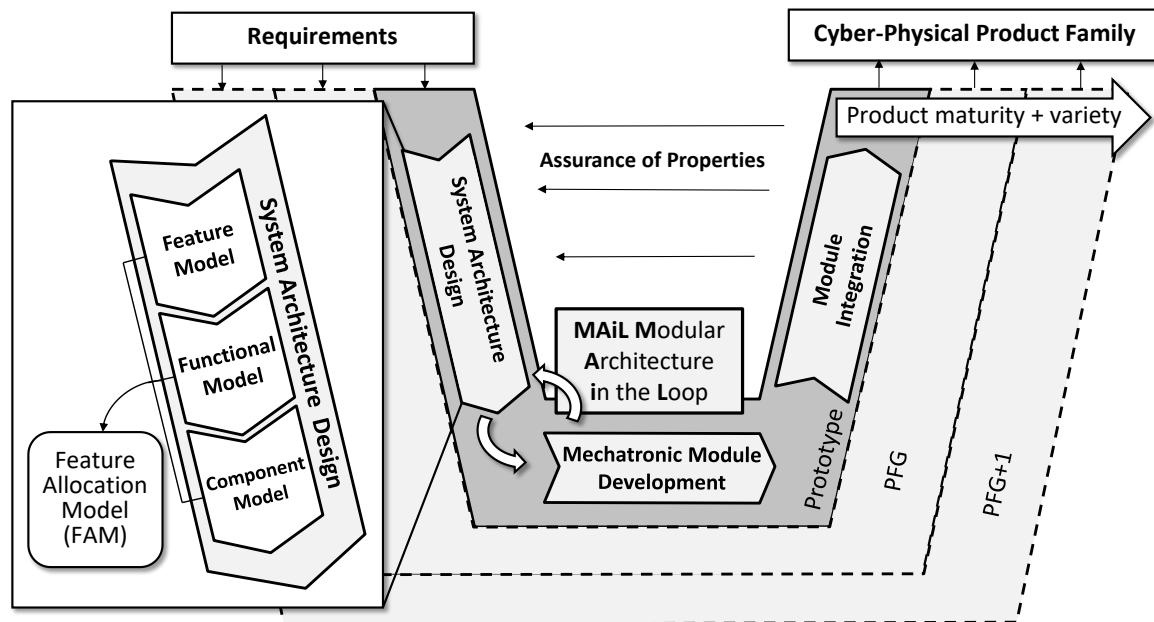 Requirements
Cyber-Physical Product Family
Product maturity + variety
Assurance of Properties
System Architecture
Design
Module
Integration
MAiL Modular
Architecture
in the Loop
Mechatronic Module
Development
Prototype
PFG
PFG+1
System Architecture Design
Feature
Model
Functional
Model
Component
Model
Feature
Allocation
Model
(FAM)